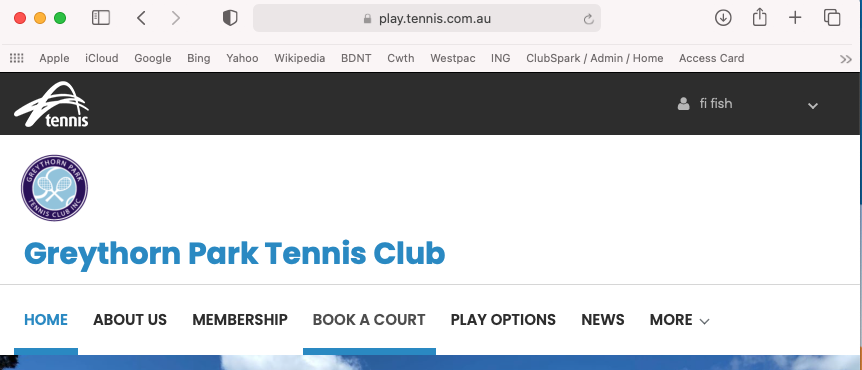 play.tennis.com.au
Apple iCloud Google Bing Yahoo Wikipedia BDNT Cwth Westpac ING ClubSpark / Admin / Home Access Card
tennis
fi fish
GREYTHORN PARK
TENNIS CLUB INC
Greythorn Park Tennis Club
HOME ABOUT US MEMBERSHIP BOOK A COURT PLAY OPTIONS NEWS MORE